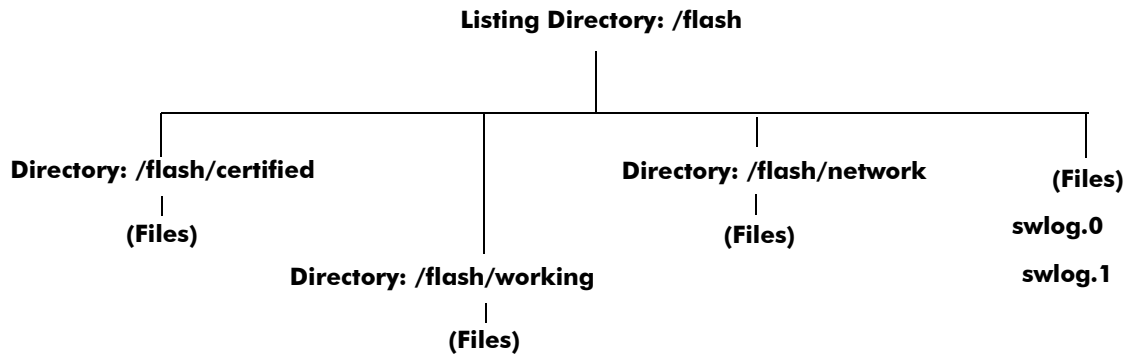 Listing Directory: /flash
Directory: /flash/certified
(Files)
Directory: /flash/working
(Files)
Directory: /flash/network
(Files)
(Files)
swlog.0
swlog.1